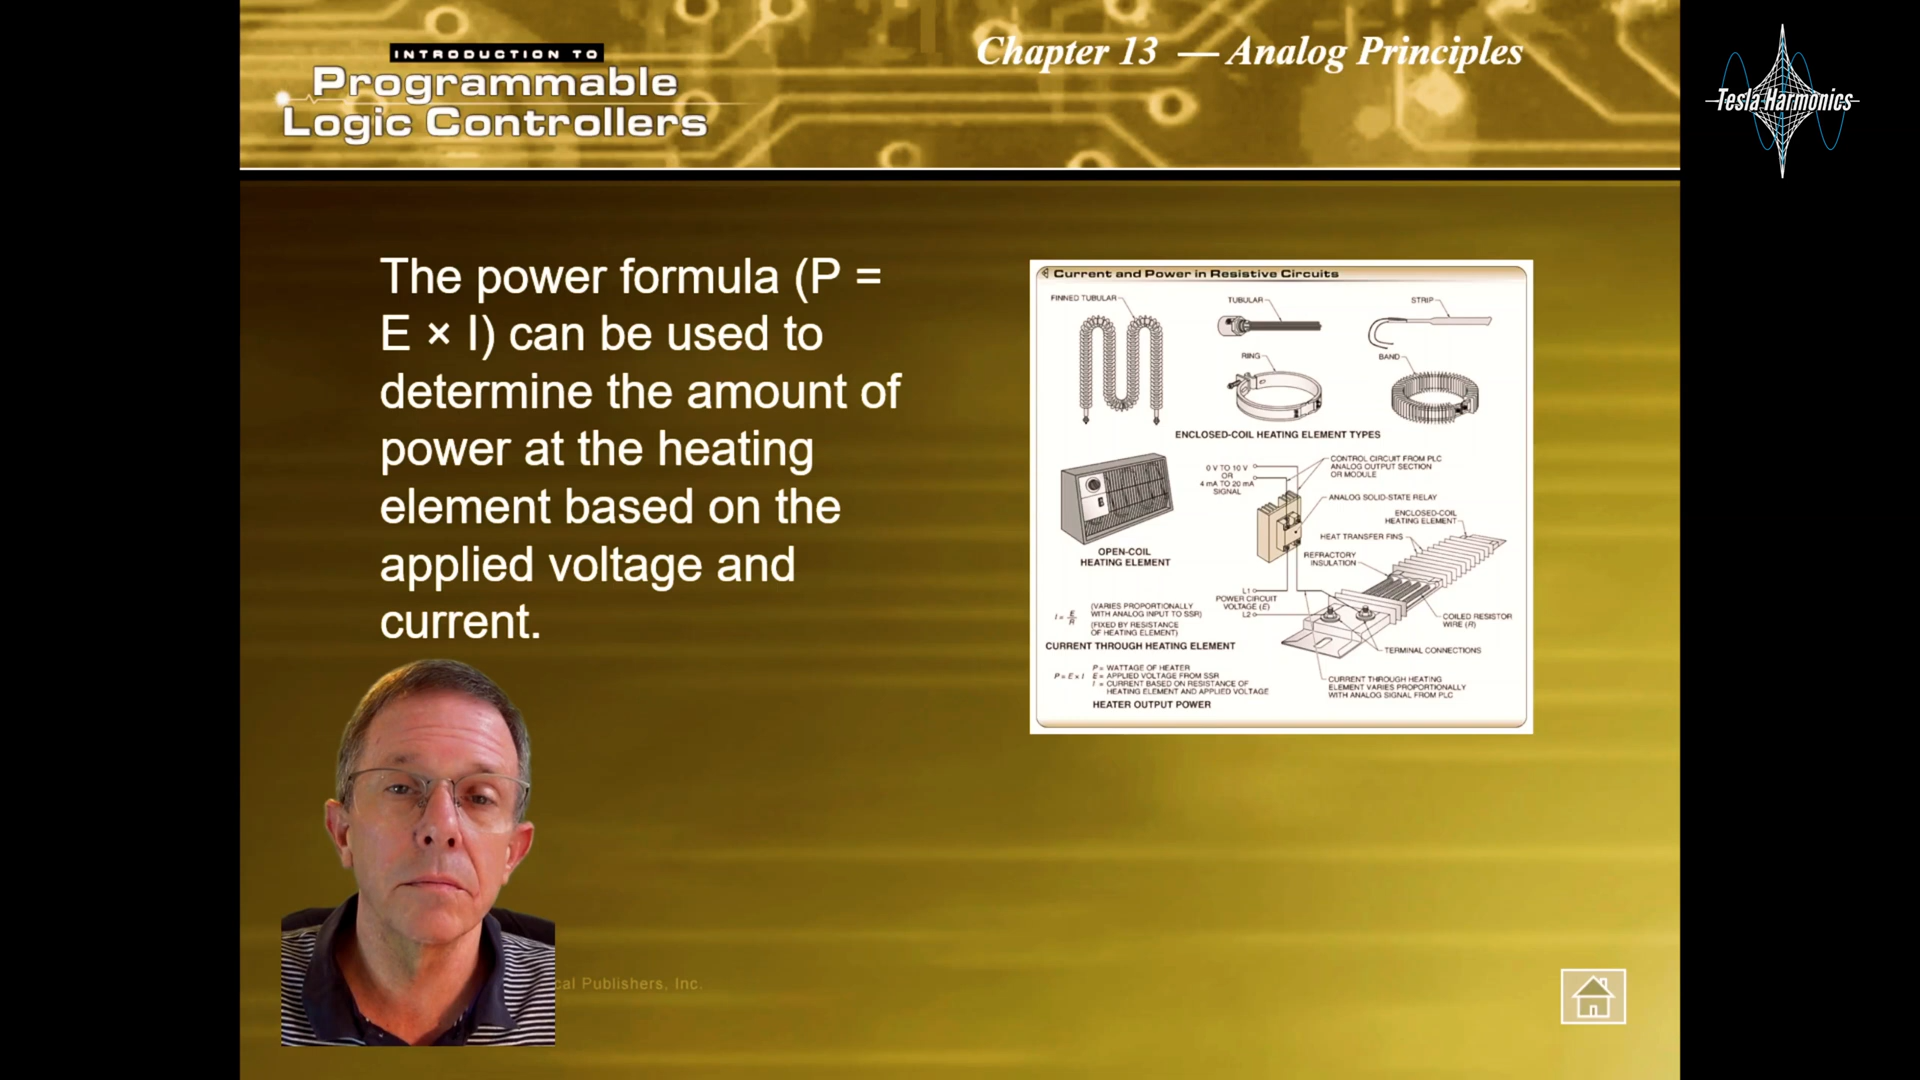 INTRODUCTION TO
Programmable
Logic Controllers
Chapter 13 — Analog Principles
Tesla Harmonics
The power formula (P =
E × I) can be used to
determine the amount of
power at the heating
element based on the
applied voltage and
current.
Current and Power in Resistive Circuits
FINNED TUBULAR
TUBULAR
STRIP
RING
BAND
ENCLOSED-COIL HEATING ELEMENT TYPES
OPEN-COIL
HEATING ELEMENT
0 V TO 10 V
OR
4 mA TO 20 mA
SIGNAL
CONTROL CIRCUIT FROM PLC
ANALOG OUTPUT SECTION
OR MODULE
ANALOG SOLID-STATE RELAY
ENCLOSED-COIL
HEATING ELEMENT
HEAT TRANSFER FINS
REFRACTORY
INSULATION
L1
POWER CIRCUIT
VOLTAGE (E)
L2
COILED RESISTOR
WIRE (R)
TERMINAL CONNECTIONS
CURRENT THROUGH HEATING
ELEMENT VARIES PROPORTIONALLY
WITH ANALOG SIGNAL FROM PLC
I = E/R
(VARIES PROPORTIONALLY
WITH ANALOG INPUT TO SSR)
(FIXED BY RESISTANCE
OF HEATING ELEMENT)
CURRENT THROUGH HEATING ELEMENT
P = E × I
P = WATTAGE OF HEATER
E = APPLIED VOLTAGE FROM SSR
I = CURRENT BASED ON RESISTANCE OF
HEATING ELEMENT AND APPLIED VOLTAGE
HEATER OUTPUT POWER
cal Publishers, Inc.